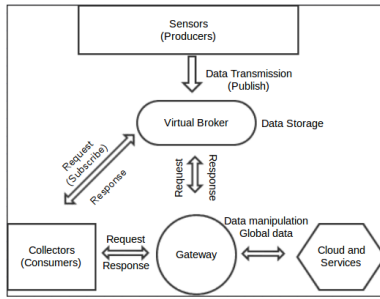 Sensors
(Producers)
Data Transmission
(Publish)
Virtual Broker
Data Storage
Request
(Subscribe)
Response
Request
Response
Data manipulation
Global data
Collectors
(Consumers)
Request
Response
Gateway
Cloud and
Services